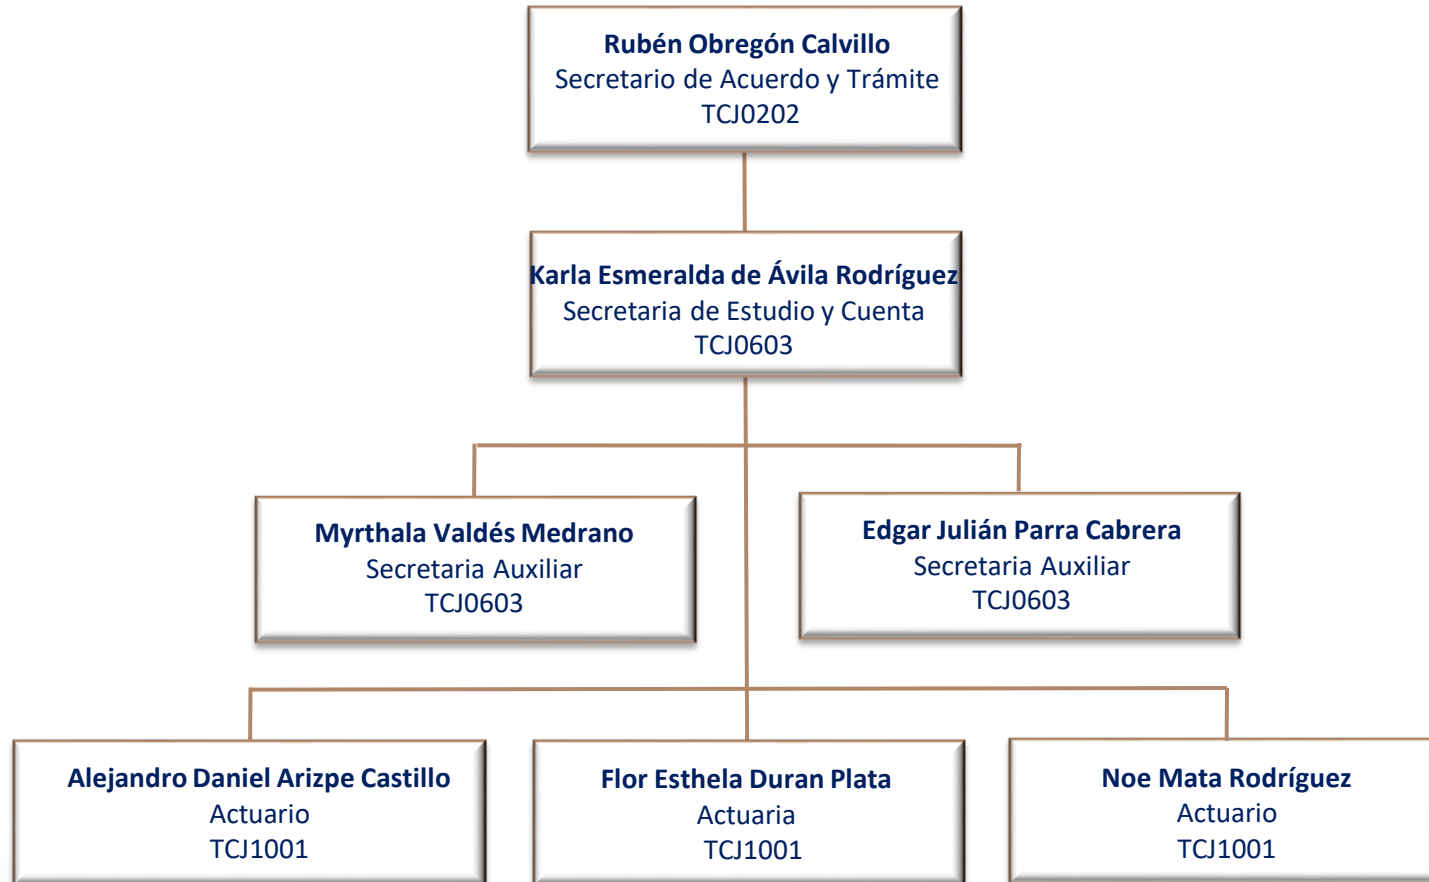 Rubén Obregón Calvillo
Secretario de Acuerdo y Trámite
TCJ0202
Karla Esmeralda de Ávila Rodríguez
Secretaria de Estudio y Cuenta
TCJ0603
Myrthala Valdés Medrano
Secretaria Auxiliar
TCJ0603
Edgar Julián Parra Cabrera
Secretaria Auxiliar
TCJ0603
Alejandro Daniel Arizpe Castillo
Actuario
TCJ1001
Flor Esthela Duran Plata
Actuaria
TCJ1001
Noe Mata Rodríguez
Actuario
TCJ1001